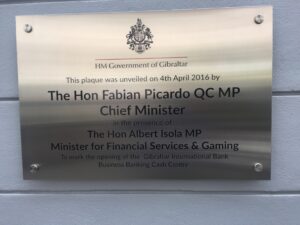 HM Government of Gibraltar
This plaque was unveiled on 4th April 2016 by
The Hon Fabian Picardo QC MP
Chief Minister
in the presence of
The Hon Albert Isola MP
Minister for Financial Services & Gaming
To mark the opening of the Gibraltar International Bank
Business Banking Cash Centre